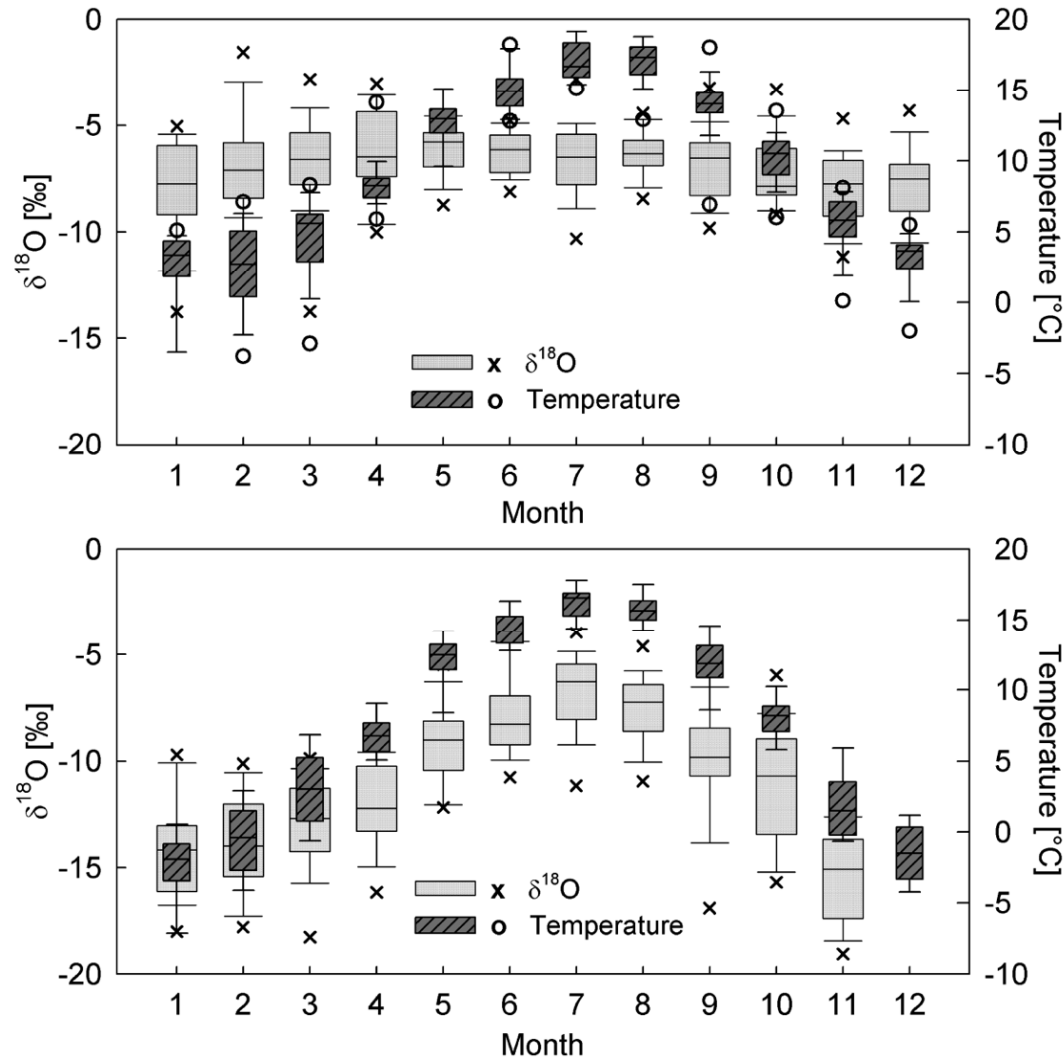 0 20
-5 15
10
-10 5
0
-15 -5
-20 -10
δ18O [‰]
Temperature [°C]
x δ18O
o Temperature
1 2 3 4 5 6 7 8 9 10 11 12
Month
0 20
-5 15
10
-10 5
0
-15 -5
-20 -10
δ18O [‰]
Temperature [°C]
x δ18O
o Temperature
1 2 3 4 5 6 7 8 9 10 11 12
Month